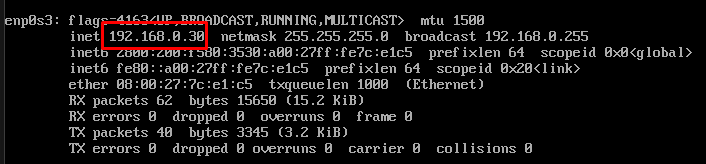 enp0s3: flags=4163<UP,BROADCAST,RUNNING,MULTICAST> mtu 1500
inet 192.168.0.30 netmask 255.255.255.0 broadcast 192.168.0.255
inet6 2800:200:f580:3530:a00:27ff:fe7c:e1c5 prefixlen 64 scopeid 0x0<global>
inet6 fe80::a00:27ff:fe7c:e1c5 prefixlen 64 scopeid 0x20<link>
ether 08:00:27:7c:e1:c5 txqueuelen 1000 (Ethernet)
RX packets 62 bytes 15650 (15.2 KiB)
RX errors 0 dropped 0 overruns 0 frame 0
TX packets 40 bytes 3345 (3.2 KiB)
TX errors 0 dropped 0 overruns 0 carrier 0 collisions 0